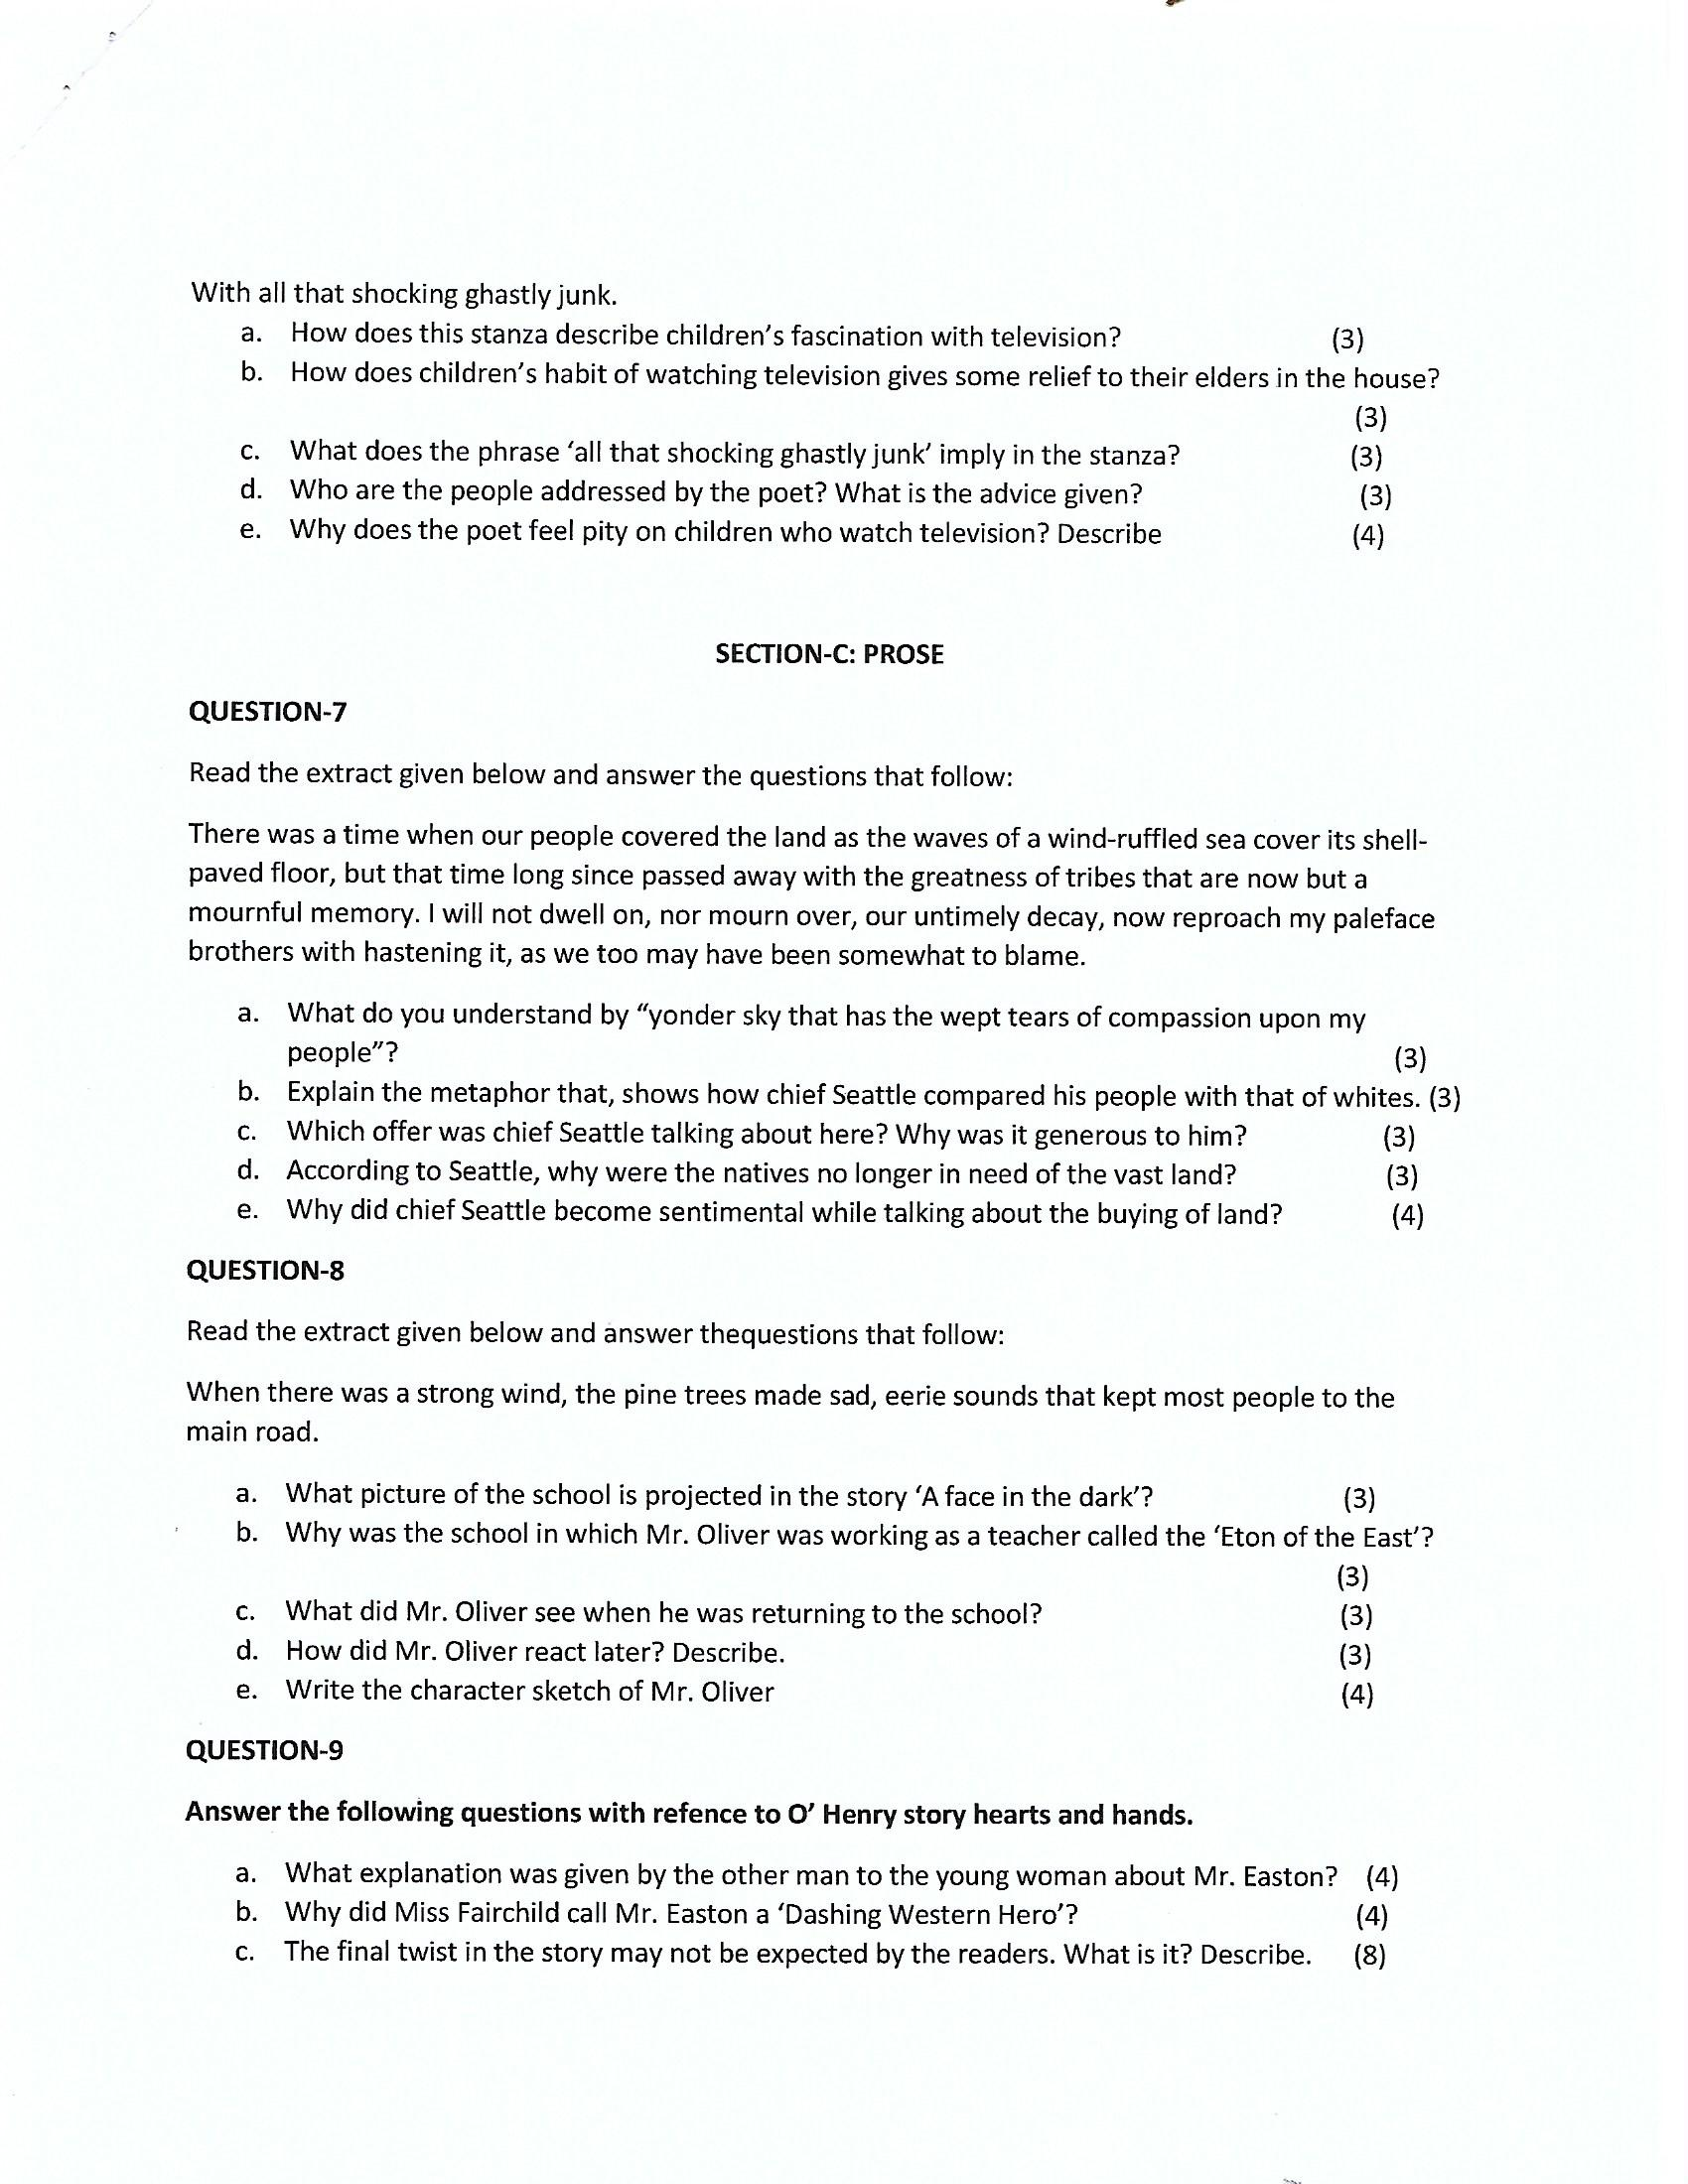 With all that shocking ghastly junk.
a. How does this stanza describe children's fascination with television? (3)
b. How does children's habit of watching television gives some relief to their elders in the house?
(3)
c. What does the phrase 'all that shocking ghastly junk' imply in the stanza? (3)
d. Who are the people addressed by the poet? What is the advice given? (3)
e. Why does the poet feel pity on children who watch television? Describe (4)
SECTION-C: PROSE
QUESTION-7
Read the extract given below and answer the questions that follow:
There was a time when our people covered the land as the waves of a wind-ruffled sea cover its shell-
paved floor, but that time long since passed away with the greatness of tribes that are now but a
mournful memory. I will not dwell on, nor mourn over, our untimely decay, now reproach my paleface
brothers with hastening it, as we too may have been somewhat to blame.
a. What do you understand by "yonder sky that has the wept tears of compassion upon my
people"? (3)
b. Explain the metaphor that, shows how chief Seattle compared his people with that of whites. (3)
c. Which offer was chief Seattle talking about here? Why was it generous to him? (3)
d. According to Seattle, why were the natives no longer in need of the vast land? (3)
e. Why did chief Seattle become sentimental while talking about the buying of land? (4)
QUESTION-8
Read the extract given below and answer thequestions that follow:
When there was a strong wind, the pine trees made sad, eerie sounds that kept most people to the
main road.
a. What picture of the school is projected in the story 'A face in the dark'? (3)
b. Why was the school in which Mr. Oliver was working as a teacher called the 'Eton of the East'?
(3)
c. What did Mr. Oliver see when he was returning to the school? (3)
d. How did Mr. Oliver react later? Describe. (3)
e. Write the character sketch of Mr. Oliver (4)
QUESTION-9
Answer the following questions with refence to O' Henry story hearts and hands.
a. What explanation was given by the other man to the young woman about Mr. Easton? (4)
b. Why did Miss Fairchild call Mr. Easton a 'Dashing Western Hero'? (4)
c. The final twist in the story may not be expected by the readers. What is it? Describe. (8)